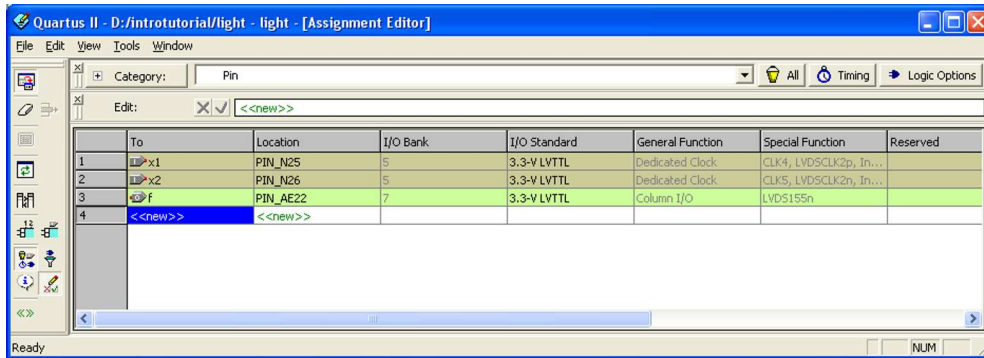 Quartus II - D:/introtutorial/light - light - [Assignment Editor]
File Edit View Tools Window
Category: Pin All Timing Logic Options
Edit: <<new>>
To Location I/O Bank I/O Standard General Function Special Function Reserved
1 x1 PIN_N25 5 3.3-V LVTTL Dedicated Clock CLK4, LVDSCLK2p, In...
2 x2 PIN_N26 5 3.3-V LVTTL Dedicated Clock CLK5, LVDSCLK2n, In...
3 f PIN_AE22 7 3.3-V LVTTL Column I/O LVDS155n
4 <<new>> <<new>>
Ready NUM